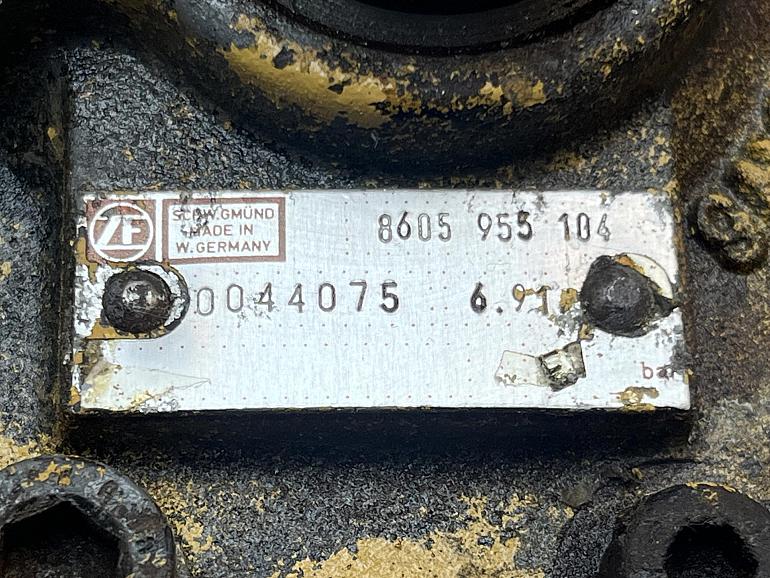 ZF
SCHW.GMÜND
MADE IN
W.GERMANY
8605 955 104
0044075 6.91
bar